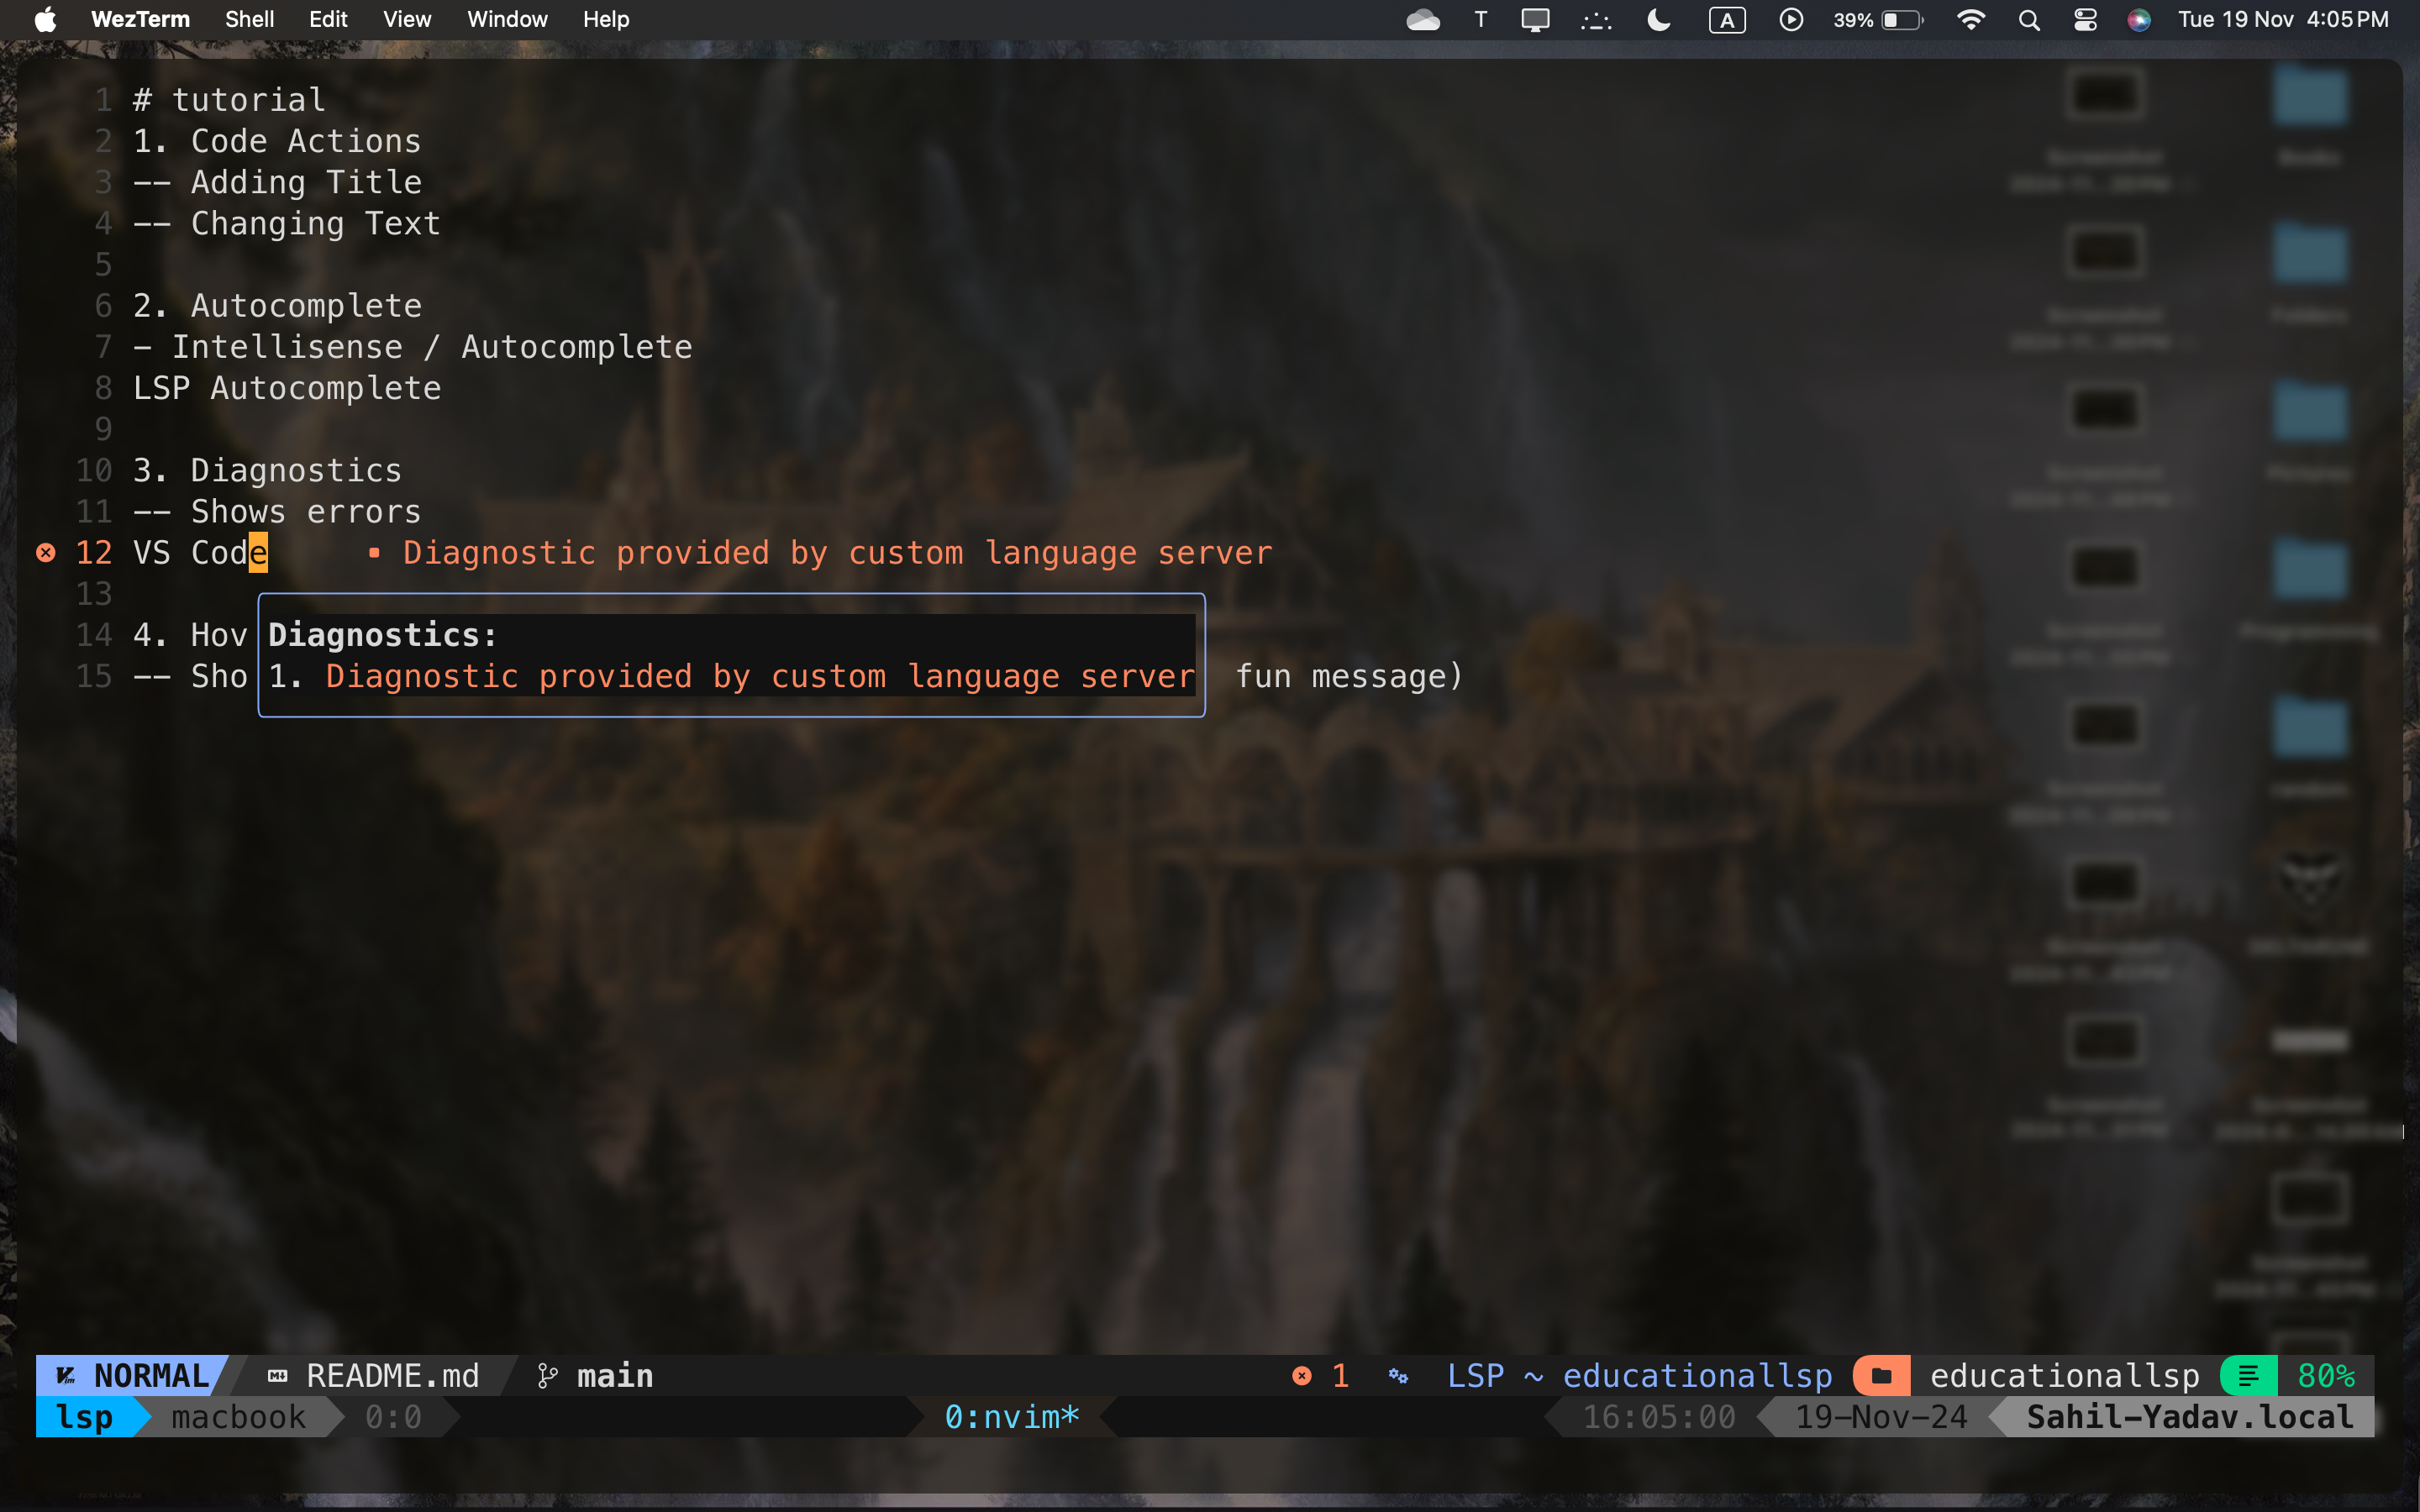 WezTerm Shell Edit View Window Help T A 39% Tue 19 Nov 4:05 PM
1 # tutorial
2 1. Code Actions
3 -- Adding Title
4 -- Changing Text
5
6 2. Autocomplete
7 - Intellisense / Autocomplete
8 LSP Autocomplete
9
10 3. Diagnostics
11 -- Shows errors
12 VS Code ▪ Diagnostic provided by custom language server
13
14 4. Hov Diagnostics:
15 -- Sho 1. Diagnostic provided by custom language server fun message)
NORMAL README.md main 1 LSP ~ educationallsp educationallsp 80%
lsp macbook 0:0 0:nvim* 16:05:00 19-Nov-24 Sahil-Yadav.local